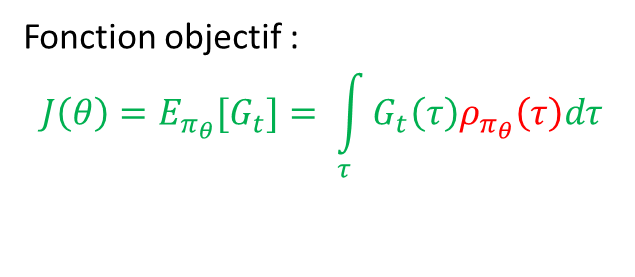 Fonction objectif :
J(θ) = E_{π_θ}[G_t] = ∫_τ G_t(τ)ρ_{π_θ}(τ)dτ